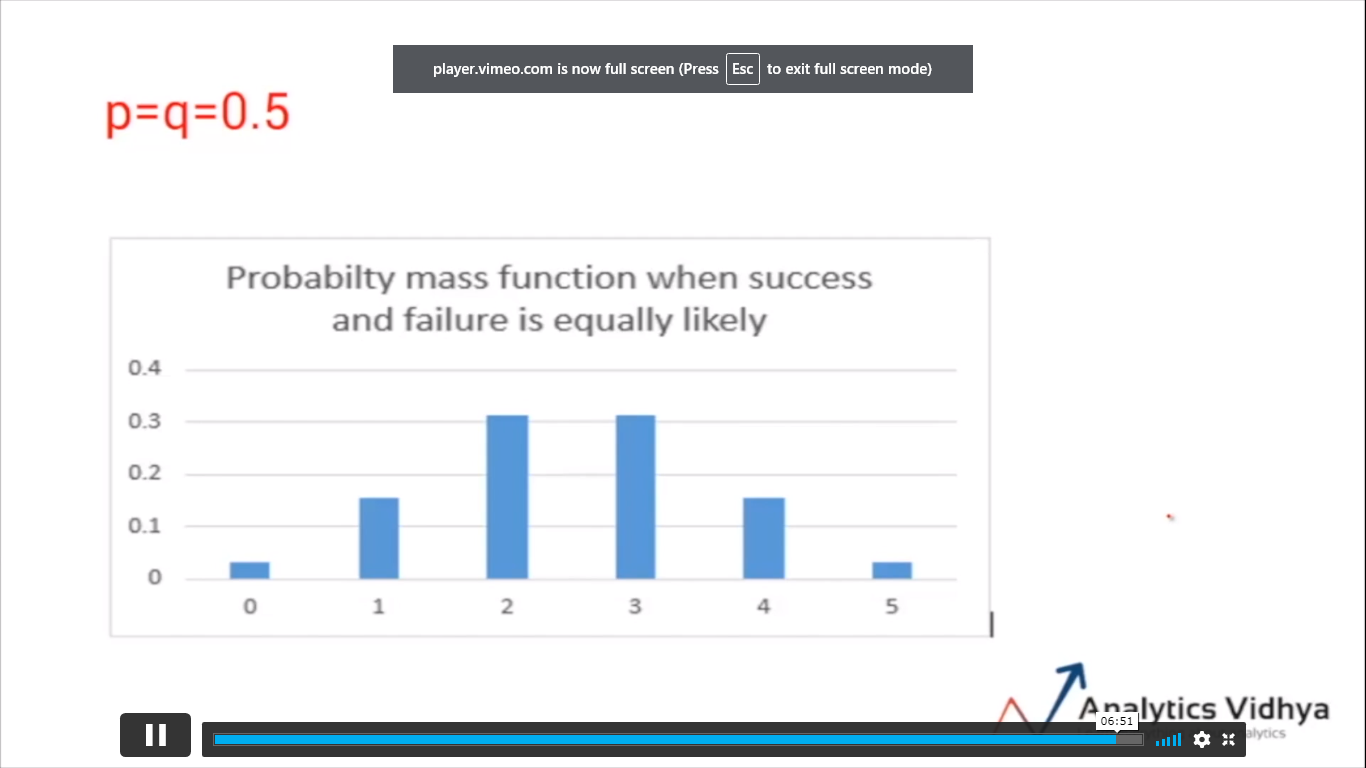 player.vimeo.com is now full screen (Press Esc to exit full screen mode)
p=q=0.5
Probabilty mass function when success
and failure is equally likely
0.4
0.3
0.2
0.1
0
0 1 2 3 4 5
Analytics Vidhya
06:51
alytics